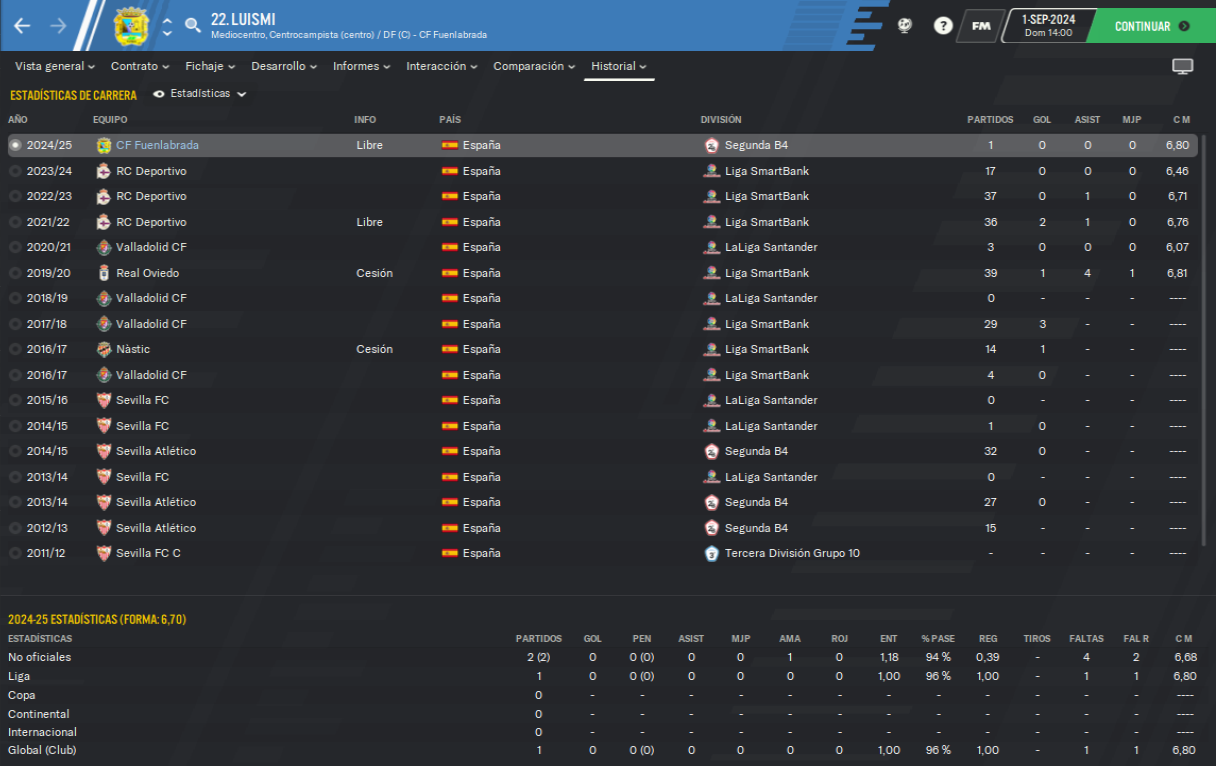 22. LUISMI
Mediocentro, Centrocampista (centro) / DF (C) - CF Fuenlabrada
?
FM
1-SEP-2024
Dom 14:00
CONTINUAR
Vista general Contrato Fichaje Desarrollo Informes Interacción Comparación Historial
ESTADÍSTICAS DE CARRERA Estadísticas
AÑO EQUIPO INFO PAÍS DIVISIÓN PARTIDOS GOL ASIST MJP C M
2024/25 CF Fuenlabrada Libre España Segunda B4 1 0 0 0 6,80
2023/24 RC Deportivo España Liga SmartBank 17 0 0 0 6,46
2022/23 RC Deportivo España Liga SmartBank 37 0 1 0 6,71
2021/22 RC Deportivo Libre España Liga SmartBank 36 2 1 0 6,76
2020/21 Valladolid CF España LaLiga Santander 3 0 0 0 6,07
2019/20 Real Oviedo Cesión España Liga SmartBank 39 1 4 1 6,81
2018/19 Valladolid CF España LaLiga Santander 0 - - - ----
2017/18 Valladolid CF España Liga SmartBank 29 3 - - ----
2016/17 Nàstic Cesión España Liga SmartBank 14 1 - - ----
2016/17 Valladolid CF España Liga SmartBank 4 0 - - ----
2015/16 Sevilla FC España LaLiga Santander 0 - - - ----
2014/15 Sevilla FC España LaLiga Santander 1 0 - - ----
2014/15 Sevilla Atlético España Segunda B4 32 0 - - ----
2013/14 Sevilla FC España LaLiga Santander 0 - - - ----
2013/14 Sevilla Atlético España Segunda B4 27 0 - - ----
2012/13 Sevilla Atlético España Segunda B4 15 - - - ----
2011/12 Sevilla FC C España Tercera División Grupo 10 - - - - ----
2024-25 ESTADÍSTICAS (FORMA: 6,70)
ESTADÍSTICAS PARTIDOS GOL PEN ASIST MJP AMA ROJ ENT % PASE REG TIROS FALTAS FAL R C M
No oficiales 2 (2) 0 0 (0) 0 0 1 0 1,18 94 % 0,39 - 4 2 6,68
Liga 1 0 0 (0) 0 0 0 0 1,00 96 % 1,00 - 1 1 6,80
Copa 0 - - - - - - - - - - - - ----
Continental 0 - - - - - - - - - - - - ----
Internacional 0 - - - - - - - - - - - - ----
Global (Club) 1 0 0 (0) 0 0 0 0 1,00 96 % 1,00 - 1 1 6,80